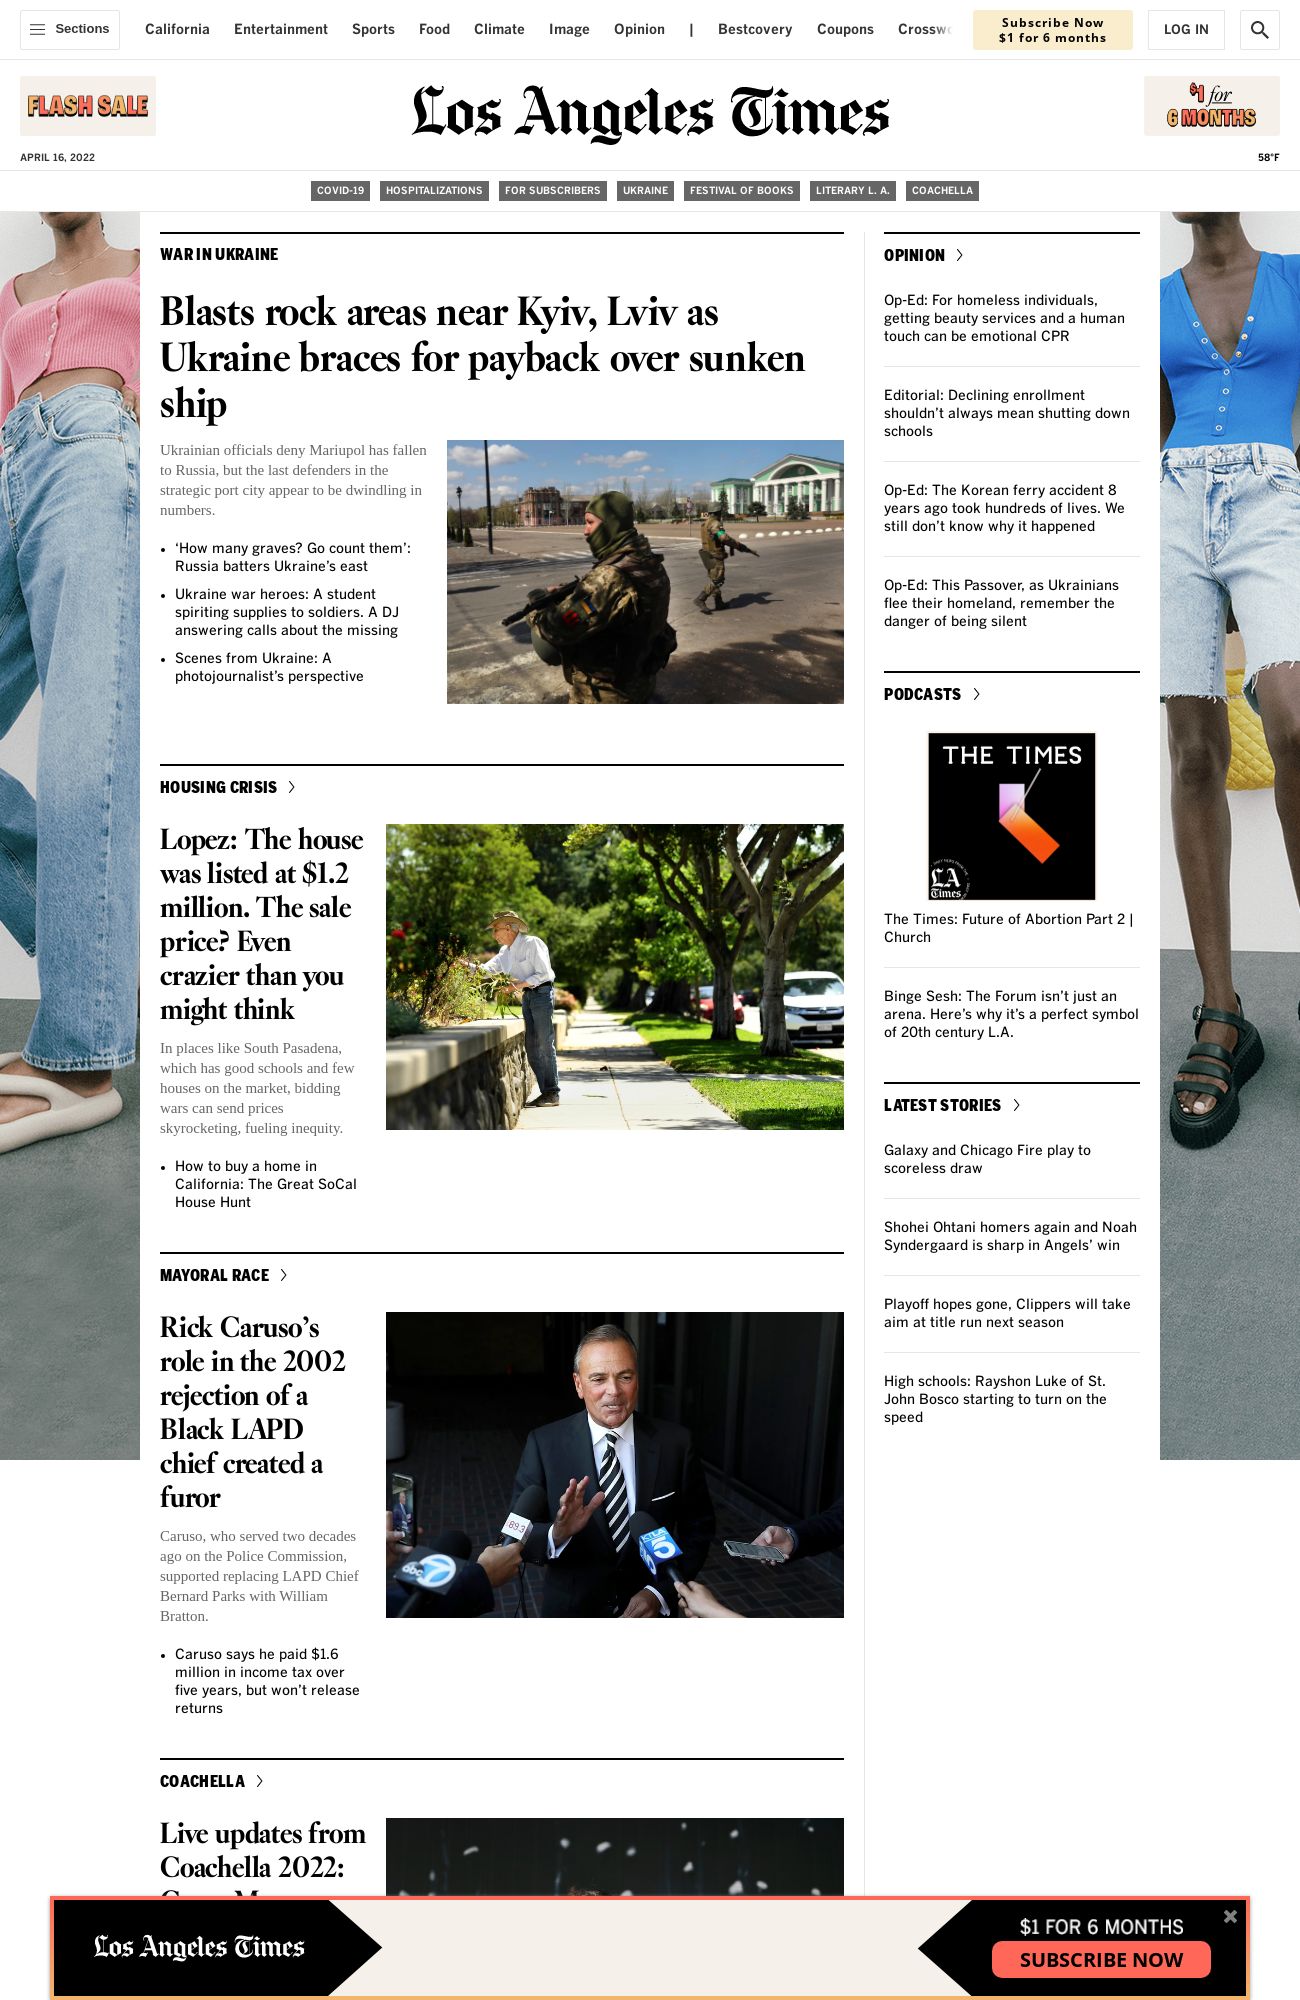 Sections
California Entertainment Sports Food Climate Image Opinion | Bestcovery Coupons
Subscribe Now
$1 for 6 months
LOG IN
FLASH SALE
Los Angeles Times
$1 for
6 MONTHS
APRIL 16, 2022
58°F
COVID-19 HOSPITALIZATIONS FOR SUBSCRIBERS UKRAINE FESTIVAL OF BOOKS LITERARY L. A. COACHELLA
WAR IN UKRAINE
Blasts rock areas near Kyiv, Lviv as
Ukraine braces for payback over sunken
ship
Ukrainian officials deny Mariupol has fallen
to Russia, but the last defenders in the
strategic port city appear to be dwindling in
numbers.
• ‘How many graves? Go count them’:
Russia batters Ukraine’s east
• Ukraine war heroes: A student
spiriting supplies to soldiers. A DJ
answering calls about the missing
• Scenes from Ukraine: A
photojournalist’s perspective
HOUSING CRISIS
Lopez: The house
was listed at $1.2
million. The sale
price? Even
crazier than you
might think
In places like South Pasadena,
which has good schools and few
houses on the market, bidding
wars can send prices
skyrocketing, fueling inequity.
• How to buy a home in
California: The Great SoCal
House Hunt
MAYORAL RACE
Rick Caruso’s
role in the 2002
rejection of a
Black LAPD
chief created a
furor
Caruso, who served two decades
ago on the Police Commission,
supported replacing LAPD Chief
Bernard Parks with William
Bratton.
• Caruso says he paid $1.6
million in income tax over
five years, but won’t release
returns
89.3
abc 7
KTLA
5
COACHELLA
Live updates from
Coachella 2022:
OPINION
Op-Ed: For homeless individuals,
getting beauty services and a human
touch can be emotional CPR
Editorial: Declining enrollment
shouldn’t always mean shutting down
schools
Op-Ed: The Korean ferry accident 8
years ago took hundreds of lives. We
still don’t know why it happened
Op-Ed: This Passover, as Ukrainians
flee their homeland, remember the
danger of being silent
PODCASTS
THE TIMES
LA
Times
The Times: Future of Abortion Part 2 |
Church
Binge Sesh: The Forum isn’t just an
arena. Here’s why it’s a perfect symbol
of 20th century L.A.
LATEST STORIES
Galaxy and Chicago Fire play to
scoreless draw
Shohei Ohtani homers again and Noah
Syndergaard is sharp in Angels’ win
Playoff hopes gone, Clippers will take
aim at title run next season
High schools: Rayshon Luke of St.
John Bosco starting to turn on the
speed
Los Angeles Times
$1 FOR 6 MONTHS
SUBSCRIBE NOW